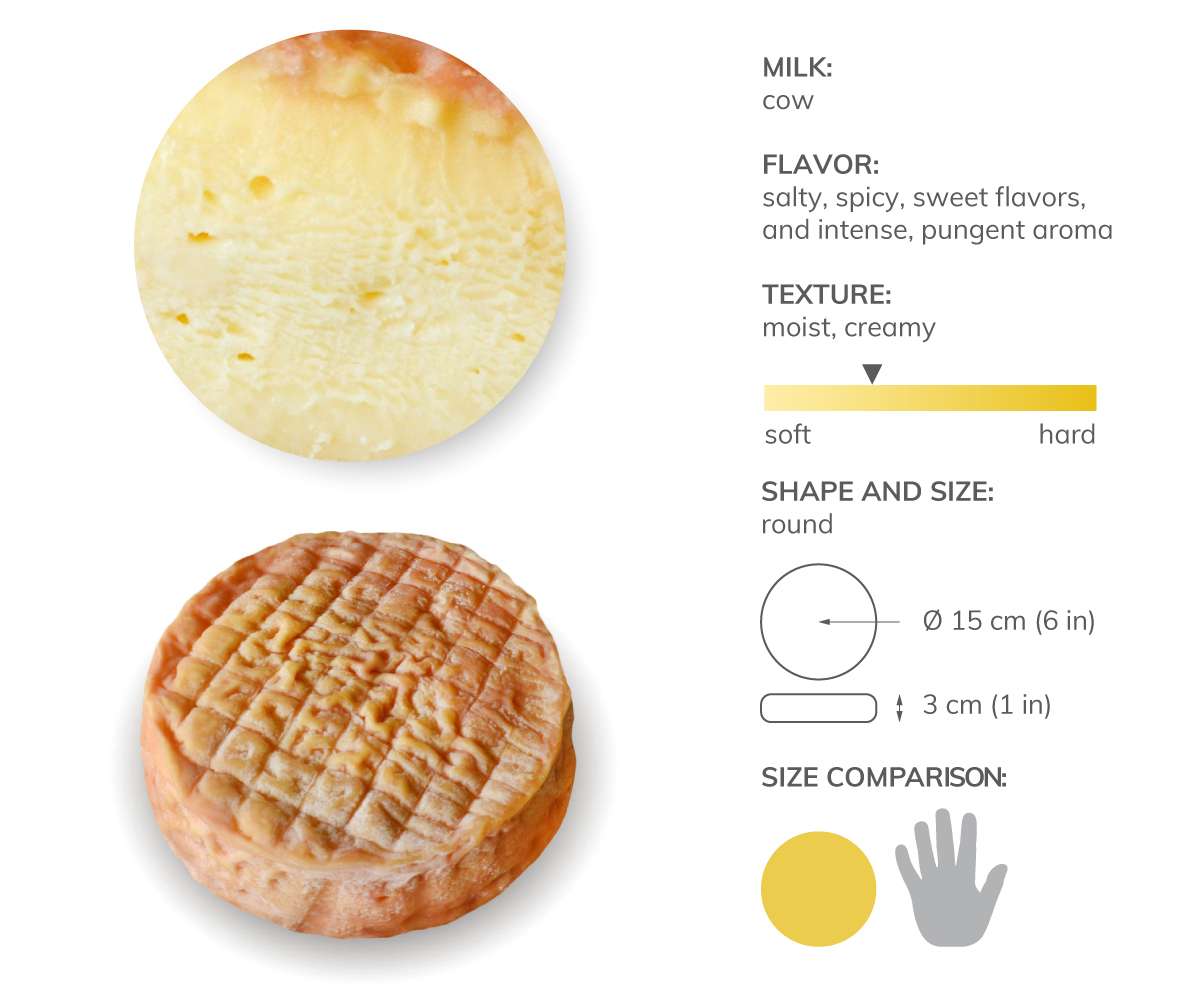 MILK:
cow
FLAVOR:
salty, spicy, sweet flavors,
and intense, pungent aroma
TEXTURE:
moist, creamy
soft hard
SHAPE AND SIZE:
round
Ø 15 cm (6 in)
3 cm (1 in)
SIZE COMPARISON: